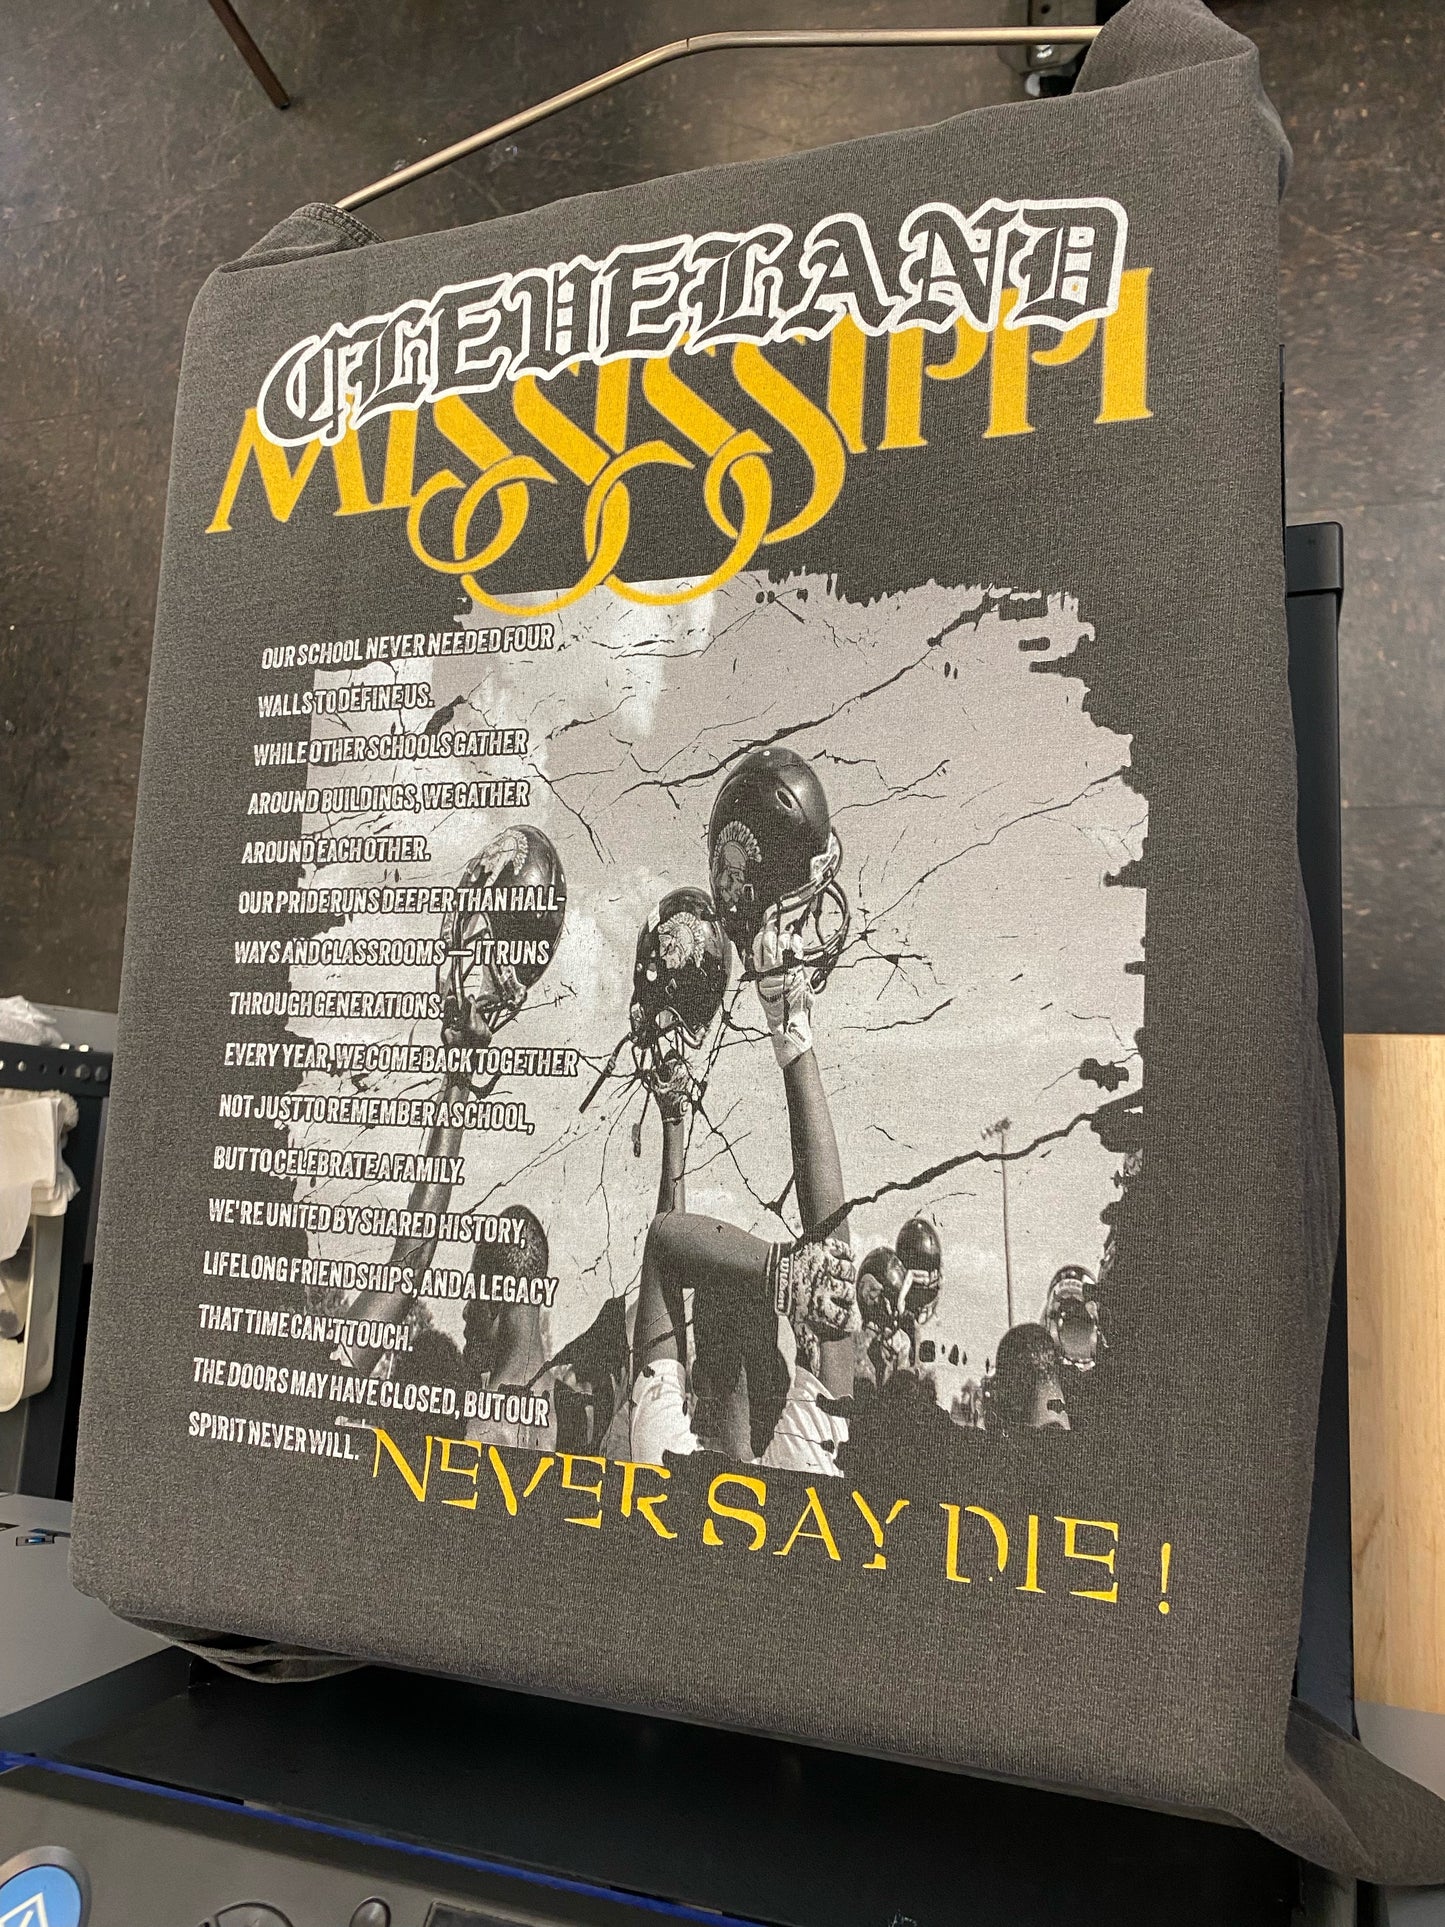 CLEVELAND
MISSISSIPPI
OUR SCHOOL NEVER NEEDED FOUR
WALLS TO DEFINE US.
WHILE OTHER SCHOOLS GATHER
AROUND BUILDINGS, WE GATHER
AROUND EACH OTHER.
OUR PRIDE RUNS DEEPER THAN HALL-
WAYS AND CLASSROOMS — IT RUNS
THROUGH GENERATIONS.
EVERY YEAR, WE COME BACK TOGETHER
NOT JUST TO REMEMBER A SCHOOL,
BUT TO CELEBRATE A FAMILY.
WE'RE UNITED BY SHARED HISTORY,
LIFELONG FRIENDSHIPS, AND A LEGACY
THAT TIME CAN'T TOUCH.
THE DOORS MAY HAVE CLOSED, BUT OUR
SPIRIT NEVER WILL.
NEVER SAY DIE!